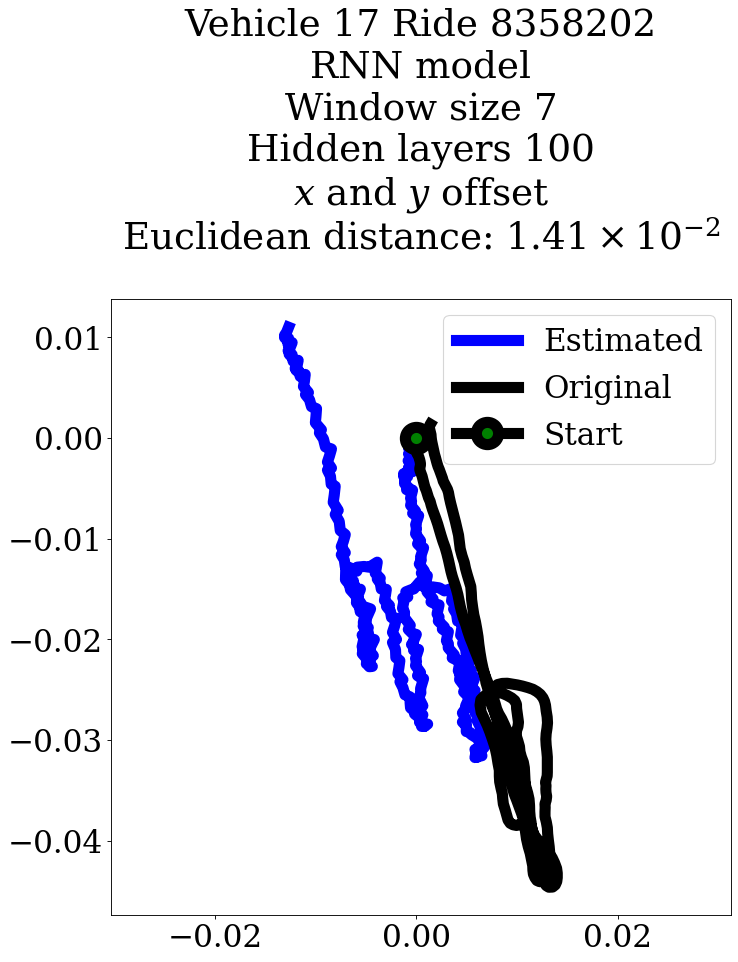 Vehicle 17 Ride 8358202
RNN model
Window size 7
Hidden layers 100
x and y offset
Euclidean distance: 1.41 × 10⁻²
Estimated
Original
Start
0.01
0.00
−0.01
−0.02
−0.03
−0.04
−0.02 0.00 0.02